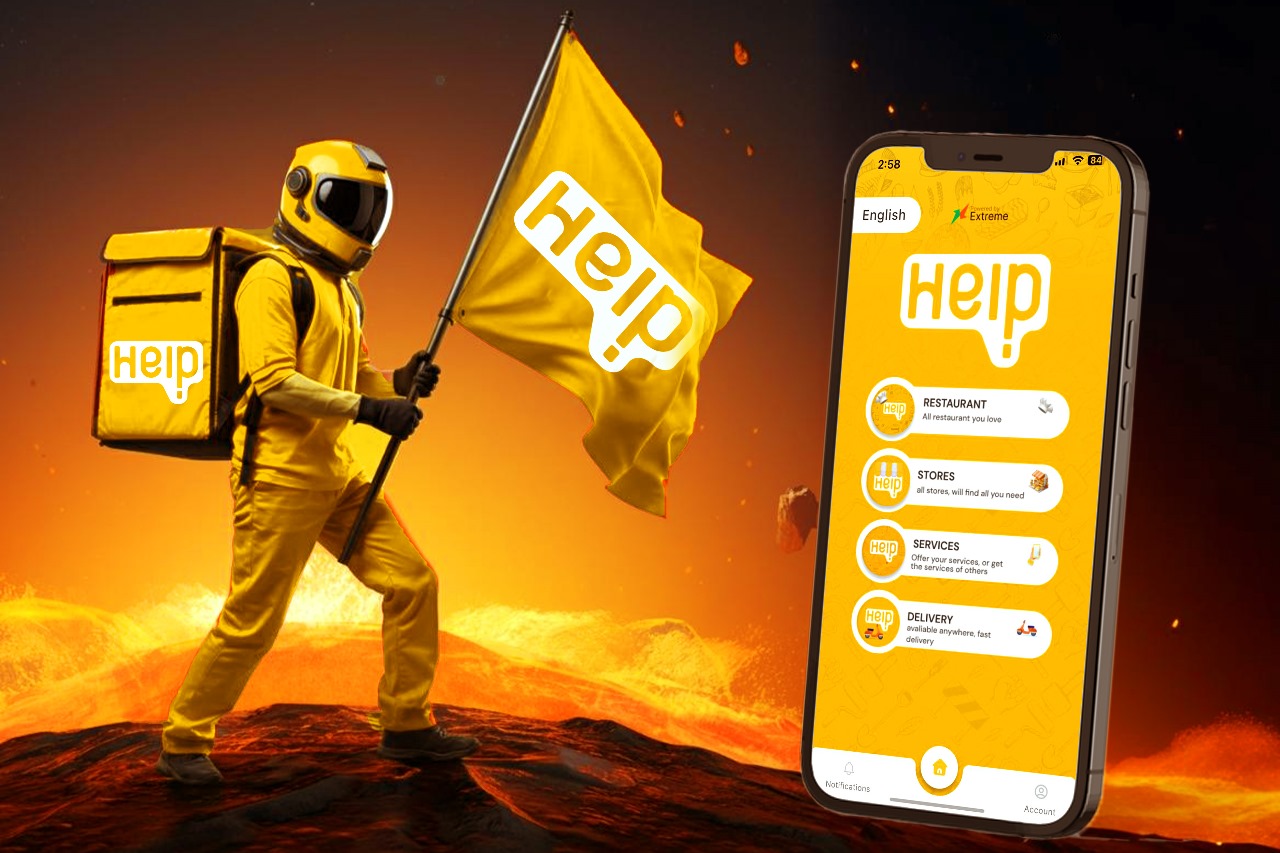 Help
Help
2:58
84
English
Powered by
Extreme
Help
Help
RESTAURANT
All restaurant you love
Help
STORES
all stores, will find all you need
Help
SERVICES
Offer your services, or get
the services of others
Help
DELIVERY
avaliable anywhere, fast
delivery
Notifications
Account